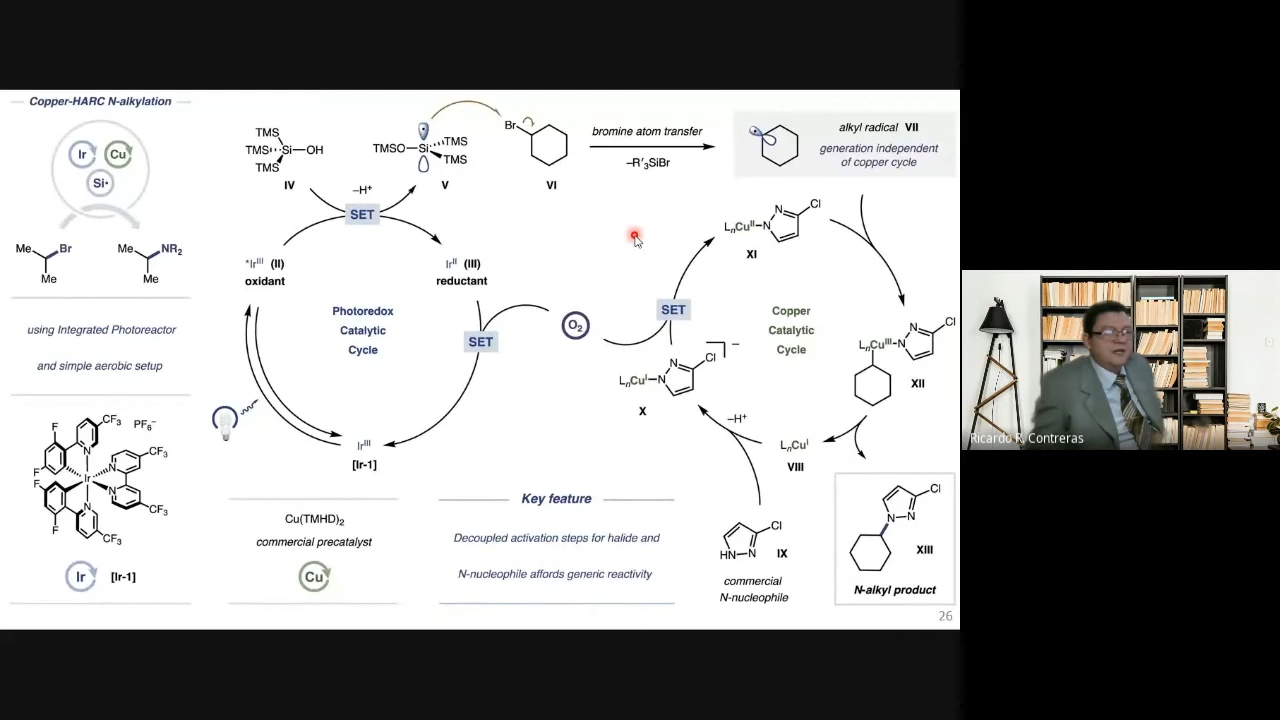 Copper-HARC N-alkylation
Ir
Cu
Si•
Me
Br
Me
Me
NR2
Me
using Integrated Photoreactor
and simple aerobic setup
CF3
PF6−
F
N
CF3
F
N
Ir
F
N
N
CF3
F
N
CF3
Ir
[Ir-1]
TMS
TMS
Si
OH
TMS
IV
TMSO
Si
TMS
TMS
V
Br
VI
bromine atom transfer
–R'3SiBr
alkyl radical VII
generation independent
of copper cycle
–H+
SET
*IrIII (II)
oxidant
IrII (III)
reductant
Photoredox
Catalytic
Cycle
SET
O2
IrIII
[Ir-1]
SET
LnCuII
N
N
Cl
XI
Copper
Catalytic
Cycle
LnCuIII
N
N
Cl
XII
LnCuI
N
N
Cl
−
X
–H+
LnCuI
VIII
HN
N
Cl
IX
commercial
N-nucleophile
Cl
N
N
XIII
N-alkyl product
Cu(TMHD)2
commercial precatalyst
Cu
Key feature
Decoupled activation steps for halide and
N-nucleophile affords generic reactivity
26
Ricardo R. Contreras